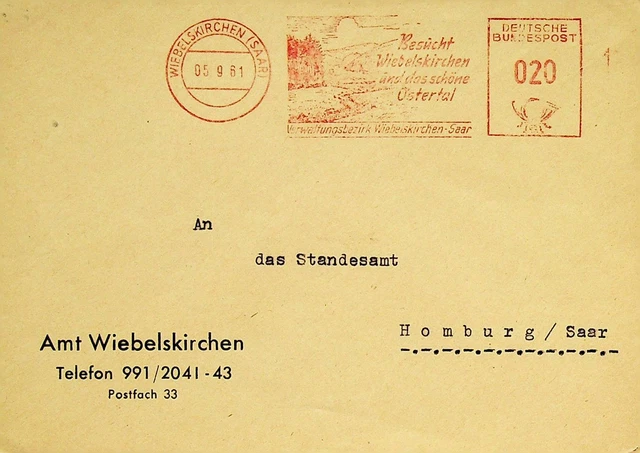 WIEBELSKIRCHEN (SAAR)
05.9.61
Besucht
Wiebelskirchen
und das schöne
Ostertal
Verwaltungsbezirk Wiebelskirchen-Saar
DEUTSCHE
BUNDESPOST
020
An
das Standesamt
Homburg/Saar
Amt Wiebelskirchen
Telefon 991/2041-43
Postfach 33